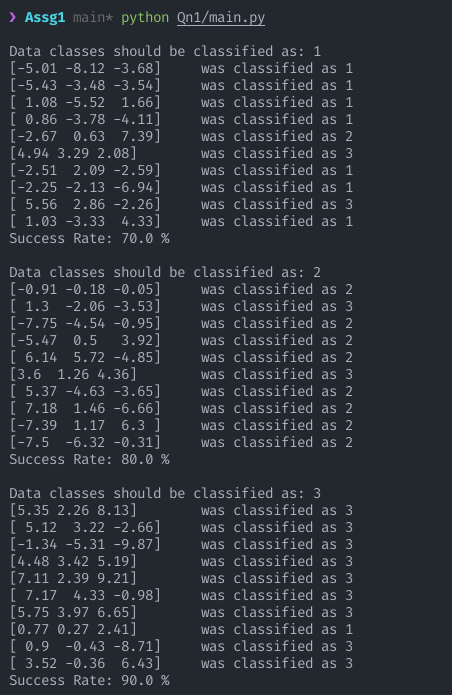 ❯ Assg1 main* python Qn1/main.py
Data classes should be classified as: 1
[-5.01 -8.12 -3.68]     was classified as 1
[-5.43 -3.48 -3.54]     was classified as 1
[ 1.08 -5.52  1.66]     was classified as 1
[ 0.86 -3.78 -4.11]     was classified as 1
[-2.67  0.63  7.39]     was classified as 2
[4.94 3.29 2.08]        was classified as 3
[-2.51  2.09 -2.59]     was classified as 1
[-2.25 -2.13 -6.94]     was classified as 1
[ 5.56  2.86 -2.26]     was classified as 3
[ 1.03 -3.33  4.33]     was classified as 1
Success Rate: 70.0 %
Data classes should be classified as: 2
[-0.91 -0.18 -0.05]     was classified as 2
[ 1.3  -2.06 -3.53]     was classified as 3
[-7.75 -4.54 -0.95]     was classified as 2
[-5.47  0.5   3.92]     was classified as 2
[ 6.14  5.72 -4.85]     was classified as 2
[3.6  1.26 4.36]        was classified as 3
[ 5.37 -4.63 -3.65]     was classified as 2
[ 7.18  1.46 -6.66]     was classified as 2
[-7.39  1.17  6.3 ]     was classified as 2
[-7.5  -6.32 -0.31]     was classified as 2
Success Rate: 80.0 %
Data classes should be classified as: 3
[5.35 2.26 8.13]        was classified as 3
[ 5.12  3.22 -2.66]     was classified as 3
[-1.34 -5.31 -9.87]     was classified as 3
[4.48 3.42 5.19]        was classified as 3
[7.11 2.39 9.21]        was classified as 3
[ 7.17  4.33 -0.98]     was classified as 3
[5.75 3.97 6.65]        was classified as 3
[0.77 0.27 2.41]        was classified as 1
[ 0.9  -0.43 -8.71]     was classified as 3
[ 3.52 -0.36  6.43]     was classified as 3
Success Rate: 90.0 %